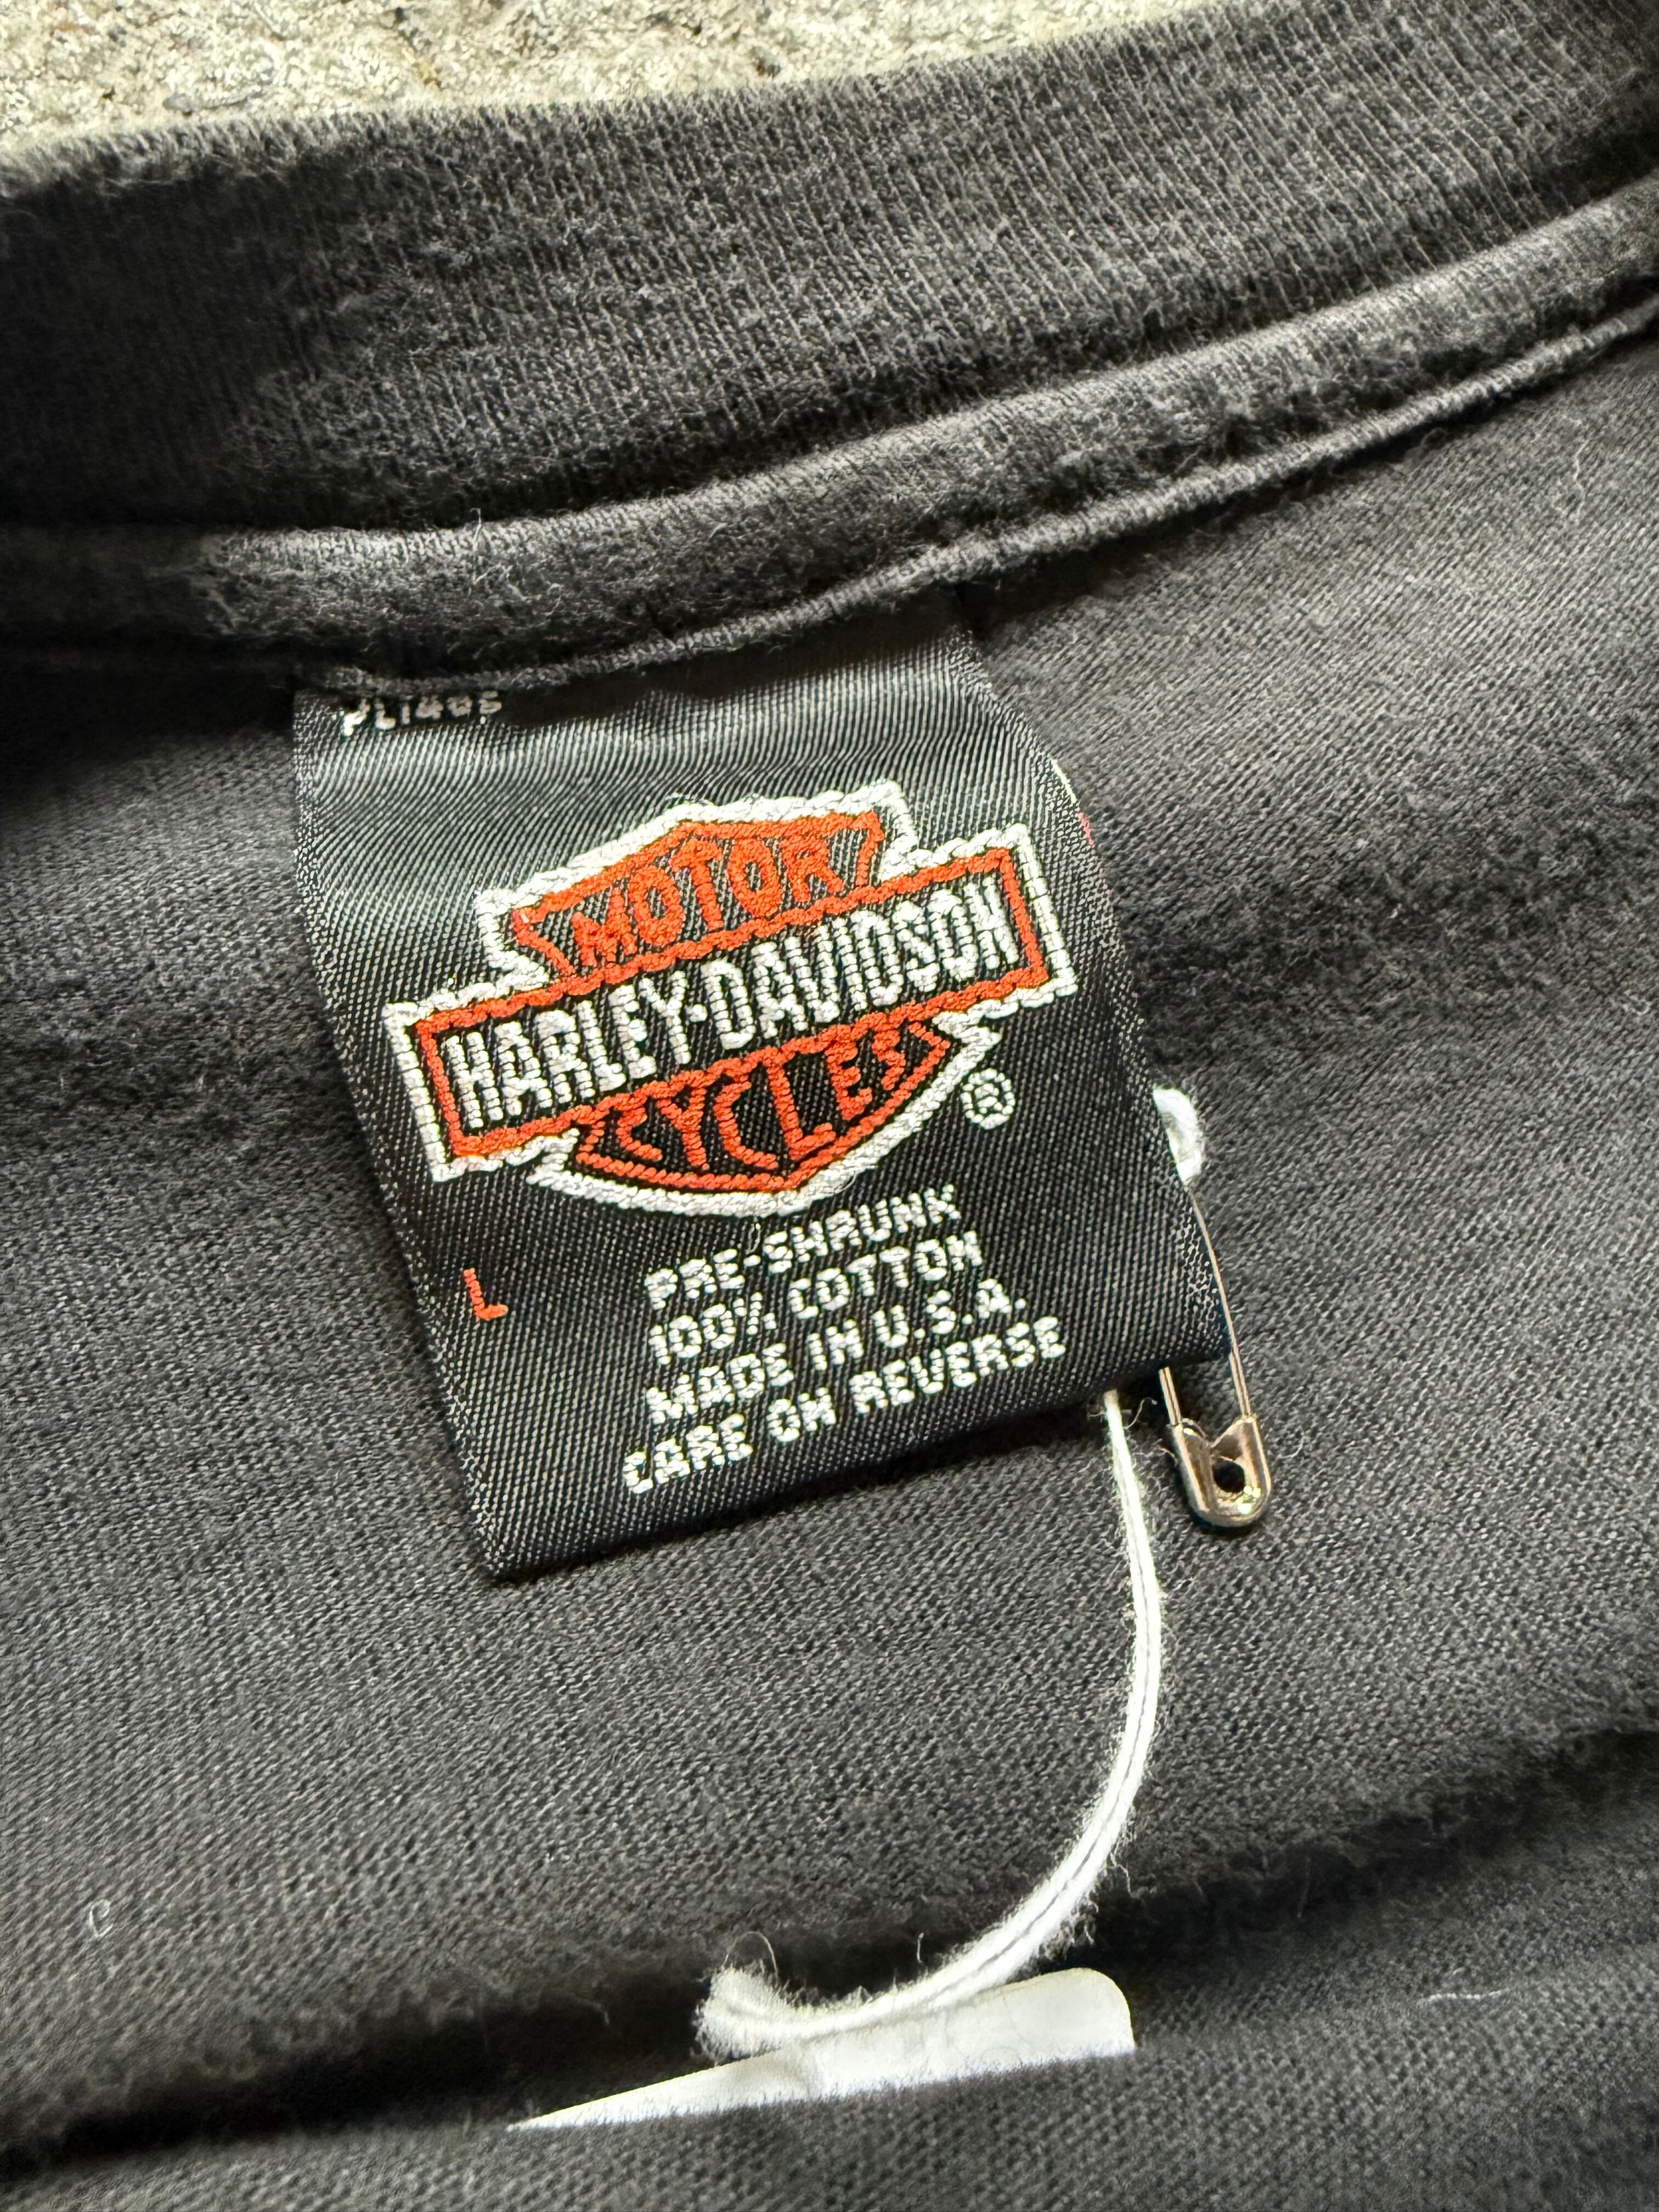 MOTOR
HARLEY-DAVIDSON
CYCLES
®
L
PRE-SHRUNK
100% COTTON
MADE IN U.S.A.
CARE ON REVERSE